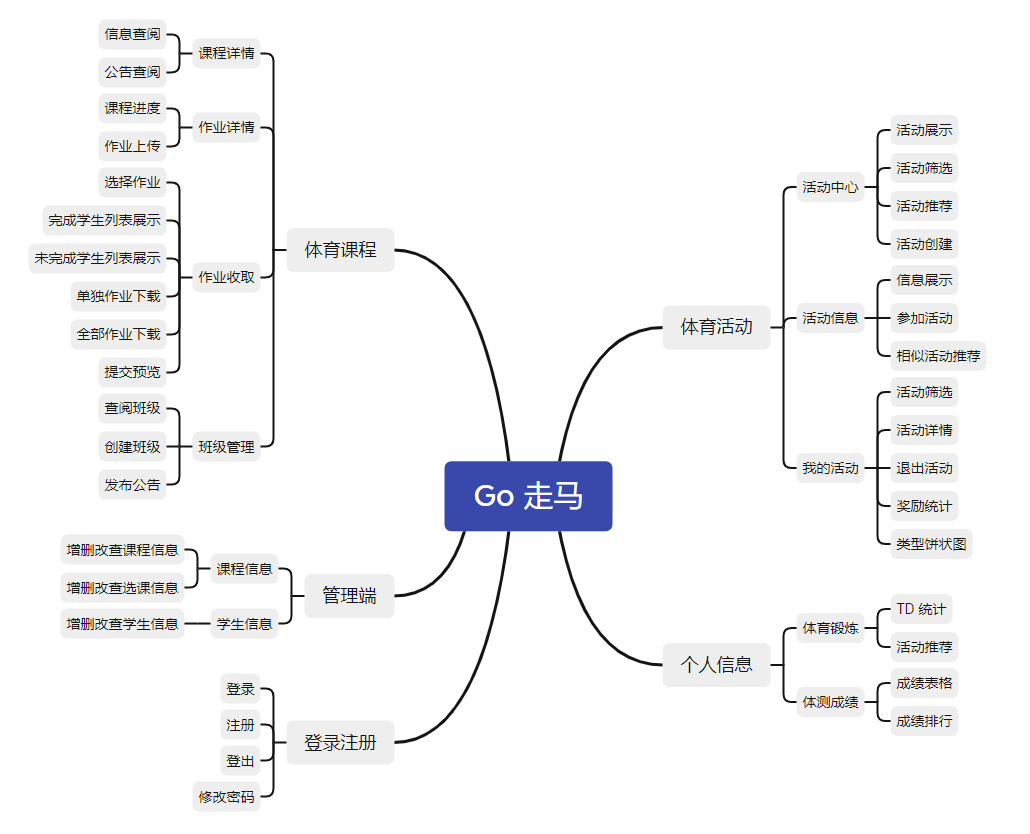 Go 走马
体育课程
课程详情
信息查阅
公告查阅
作业详情
课程进度
作业上传
作业收取
选择作业
完成学生列表展示
未完成学生列表展示
单独作业下载
全部作业下载
提交预览
班级管理
查阅班级
创建班级
发布公告
管理端
课程信息
增删改查课程信息
增删改查选课信息
学生信息
增删改查学生信息
登录注册
登录
注册
登出
修改密码
体育活动
活动中心
活动展示
活动筛选
活动推荐
活动创建
活动信息
信息展示
参加活动
相似活动推荐
我的活动
活动筛选
活动详情
退出活动
奖励统计
类型饼状图
个人信息
体育锻炼
TD 统计
活动推荐
体测成绩
成绩表格
成绩排行